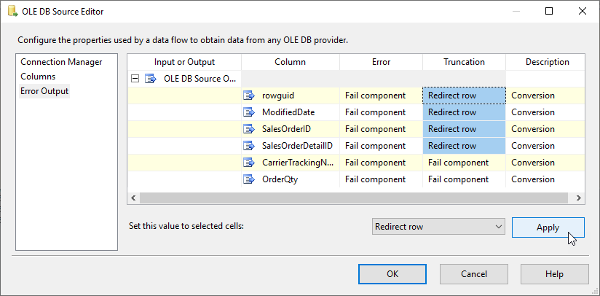 OLE DB Source Editor
Configure the properties used by a data flow to obtain data from any OLE DB provider.
Connection Manager
Columns
Error Output
Input or Output Column Error Truncation Description
OLE DB Source O...
rowguid Fail component Redirect row Conversion
ModifiedDate Fail component Redirect row Conversion
SalesOrderID Fail component Redirect row Conversion
SalesOrderDetailID Fail component Redirect row Conversion
CarrierTrackingN... Fail component Fail component Conversion
OrderQty Fail component Fail component Conversion
Set this value to selected cells: Redirect row Apply
OK Cancel Help